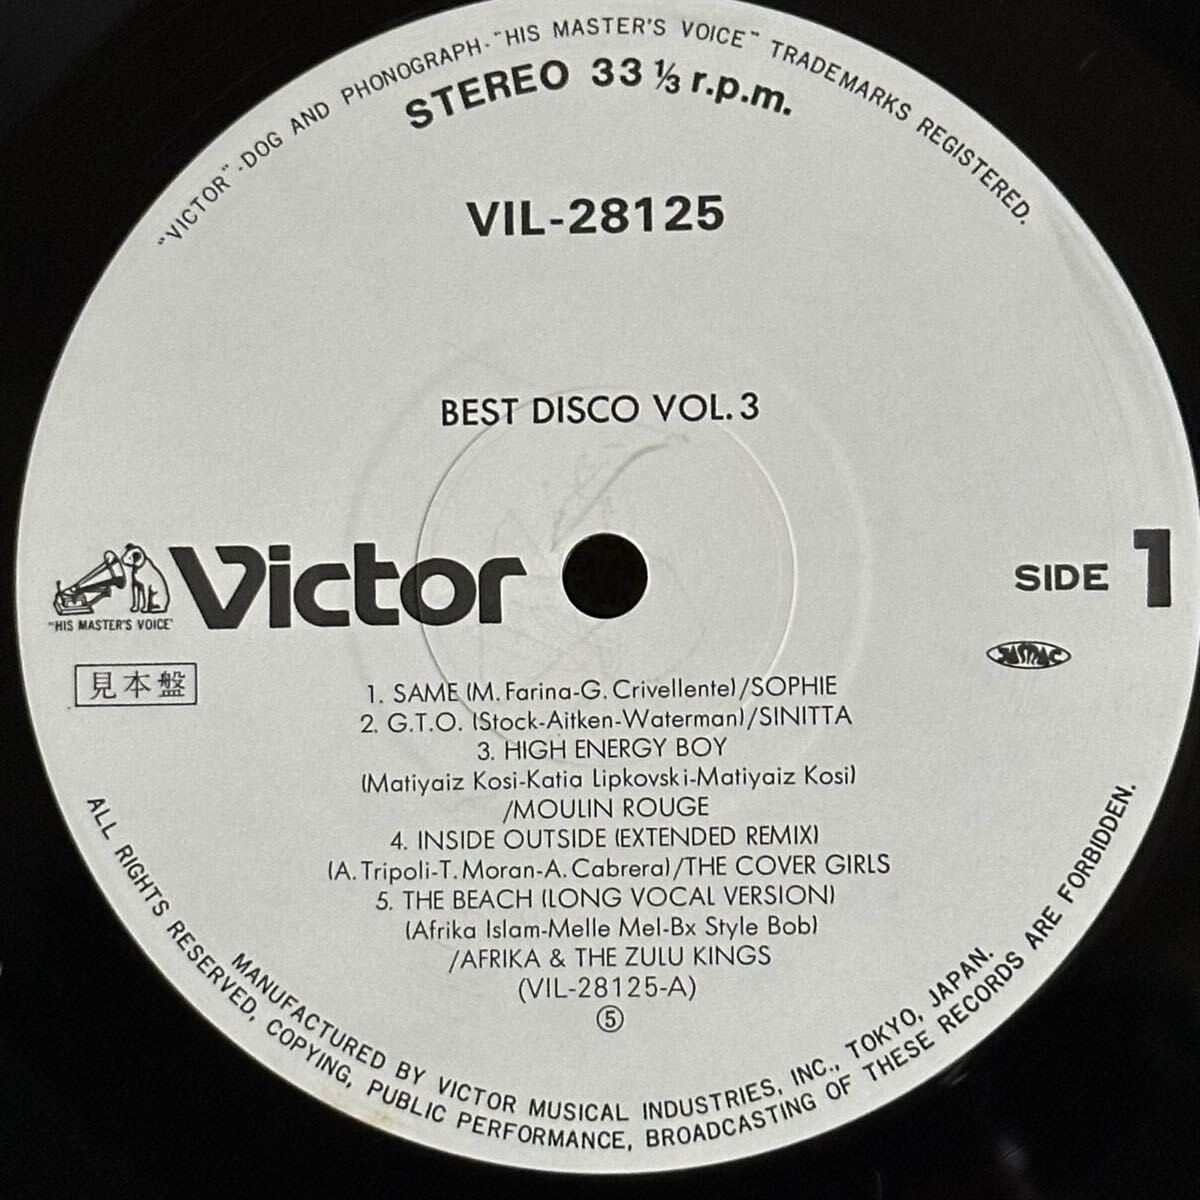 "VICTOR"-DOG AND PHONOGRAPH-"HIS MASTER'S VOICE" TRADEMARKS REGISTERED.
STEREO 33 1/3 r.p.m.
VIL-28125
BEST DISCO VOL. 3
Victor
"HIS MASTER'S VOICE"
SIDE 1
見本盤
JASRAC
1. SAME (M. Farina-G. Crivellente)/SOPHIE
2. G.T.O. (Stock-Aitken-Waterman)/SINITTA
3. HIGH ENERGY BOY
(Matiyaiz Kosi-Katia Lipkovski-Matiyaiz Kosi)
/MOULIN ROUGE
4. INSIDE OUTSIDE (EXTENDED REMIX)
(A. Tripoli-T. Moran-A. Cabrera)/THE COVER GIRLS
5. THE BEACH (LONG VOCAL VERSION)
(Afrika Islam-Melle Mel-Bx Style Bob)
/AFRIKA & THE ZULU KINGS
(VIL-28125-A)
⑤
MANUFACTURED BY VICTOR MUSICAL INDUSTRIES, INC., TOKYO, JAPAN.
ALL RIGHTS RESERVED, COPYING, PUBLIC PERFORMANCE, BROADCASTING OF THESE RECORDS ARE FORBIDDEN.